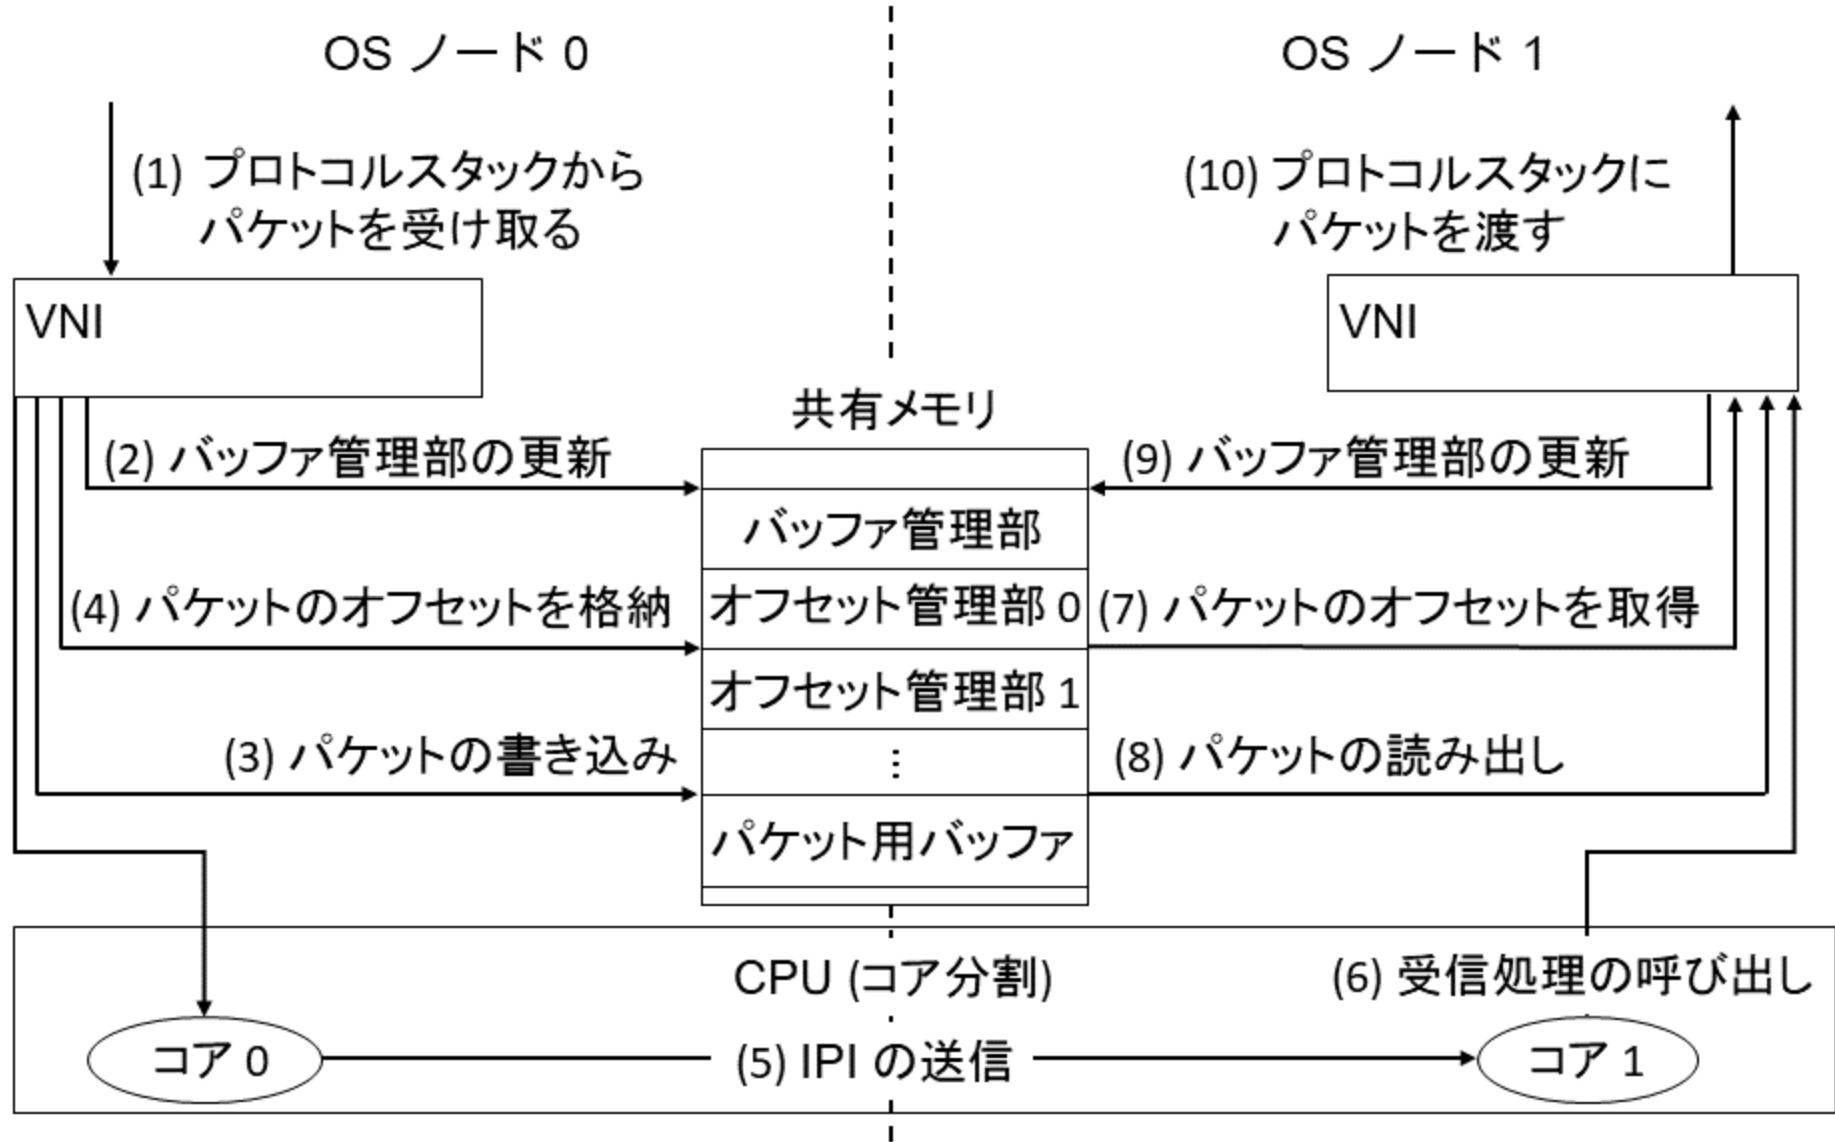 OS ノード 0
OS ノード 1
(1) プロトコルスタックから
パケットを受け取る
(10) プロトコルスタックに
パケットを渡す
VNI
VNI
共有メモリ
(2) バッファ管理部の更新
(9) バッファ管理部の更新
バッファ管理部
(4) パケットのオフセットを格納
オフセット管理部 0
(7) パケットのオフセットを取得
オフセット管理部 1
(3) パケットの書き込み
⋮
(8) パケットの読み出し
パケット用バッファ
CPU (コア分割)
(6) 受信処理の呼び出し
コア 0
(5) IPI の送信
コア 1